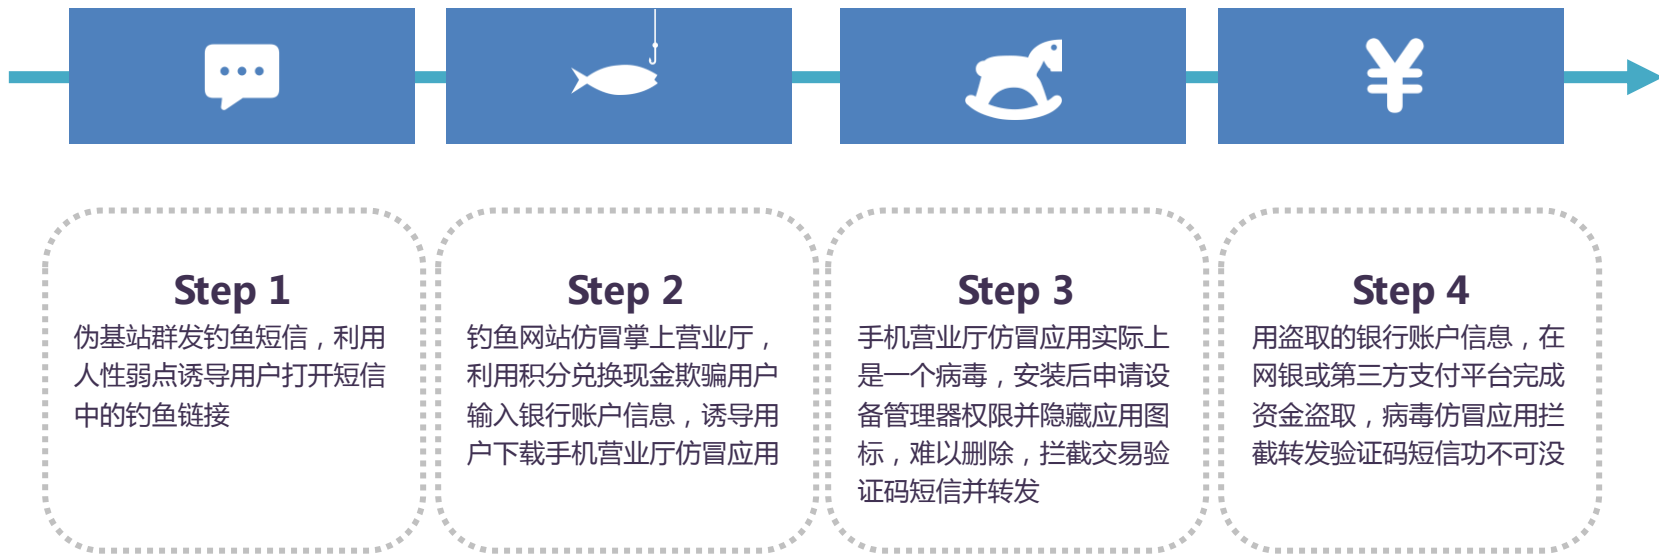 Step 1
伪基站群发钓鱼短信，利用
人性弱点诱导用户打开短信
中的钓鱼链接
Step 2
钓鱼网站仿冒掌上营业厅，
利用积分兑换现金欺骗用户
输入银行账户信息，诱导用
户下载手机营业厅仿冒应用
Step 3
手机营业厅仿冒应用实际上
是一个病毒，安装后申请设
备管理器权限并隐藏应用图
标，难以删除，拦截交易验
证码短信并转发
Step 4
用盗取的银行账户信息，在
网银或第三方支付平台完成
资金盗取，病毒仿冒应用拦
截转发验证码短信功不可没